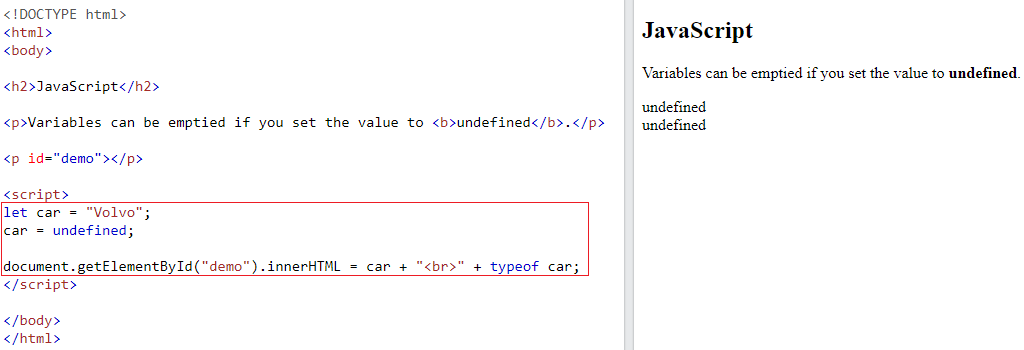 <!DOCTYPE html>
<html>
<body>
<h2>JavaScript</h2>
<p>Variables can be emptied if you set the value to <b>undefined</b>.</p>
<p id="demo"></p>
<script>
let car = "Volvo";
car = undefined;
document.getElementById("demo").innerHTML = car + "<br>" + typeof car;
</script>
</body>
</html>
JavaScript
Variables can be emptied if you set the value to undefined.
undefined
undefined